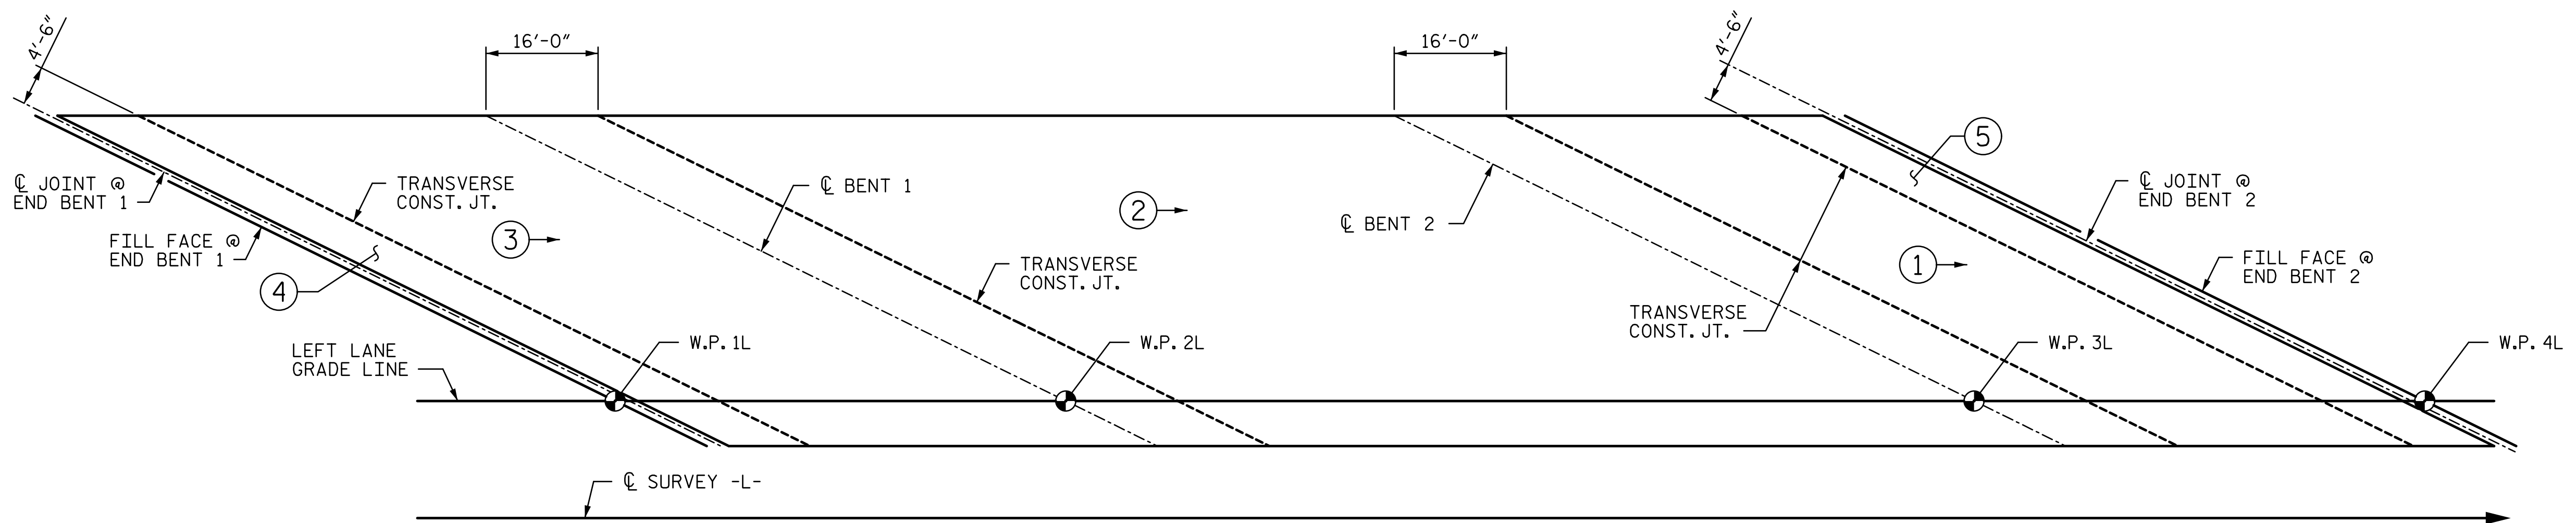 4'-6"
16'-0"
16'-0"
4'-6"
℄ JOINT @
END BENT 1
FILL FACE @
END BENT 1
TRANSVERSE
CONST. JT.
3
4
℄ BENT 1
2
TRANSVERSE
CONST. JT.
℄ BENT 2
5
1
TRANSVERSE
CONST. JT.
℄ JOINT @
END BENT 2
FILL FACE @
END BENT 2
LEFT LANE
GRADE LINE
W.P. 1L
W.P. 2L
W.P. 3L
W.P. 4L
℄ SURVEY -L-